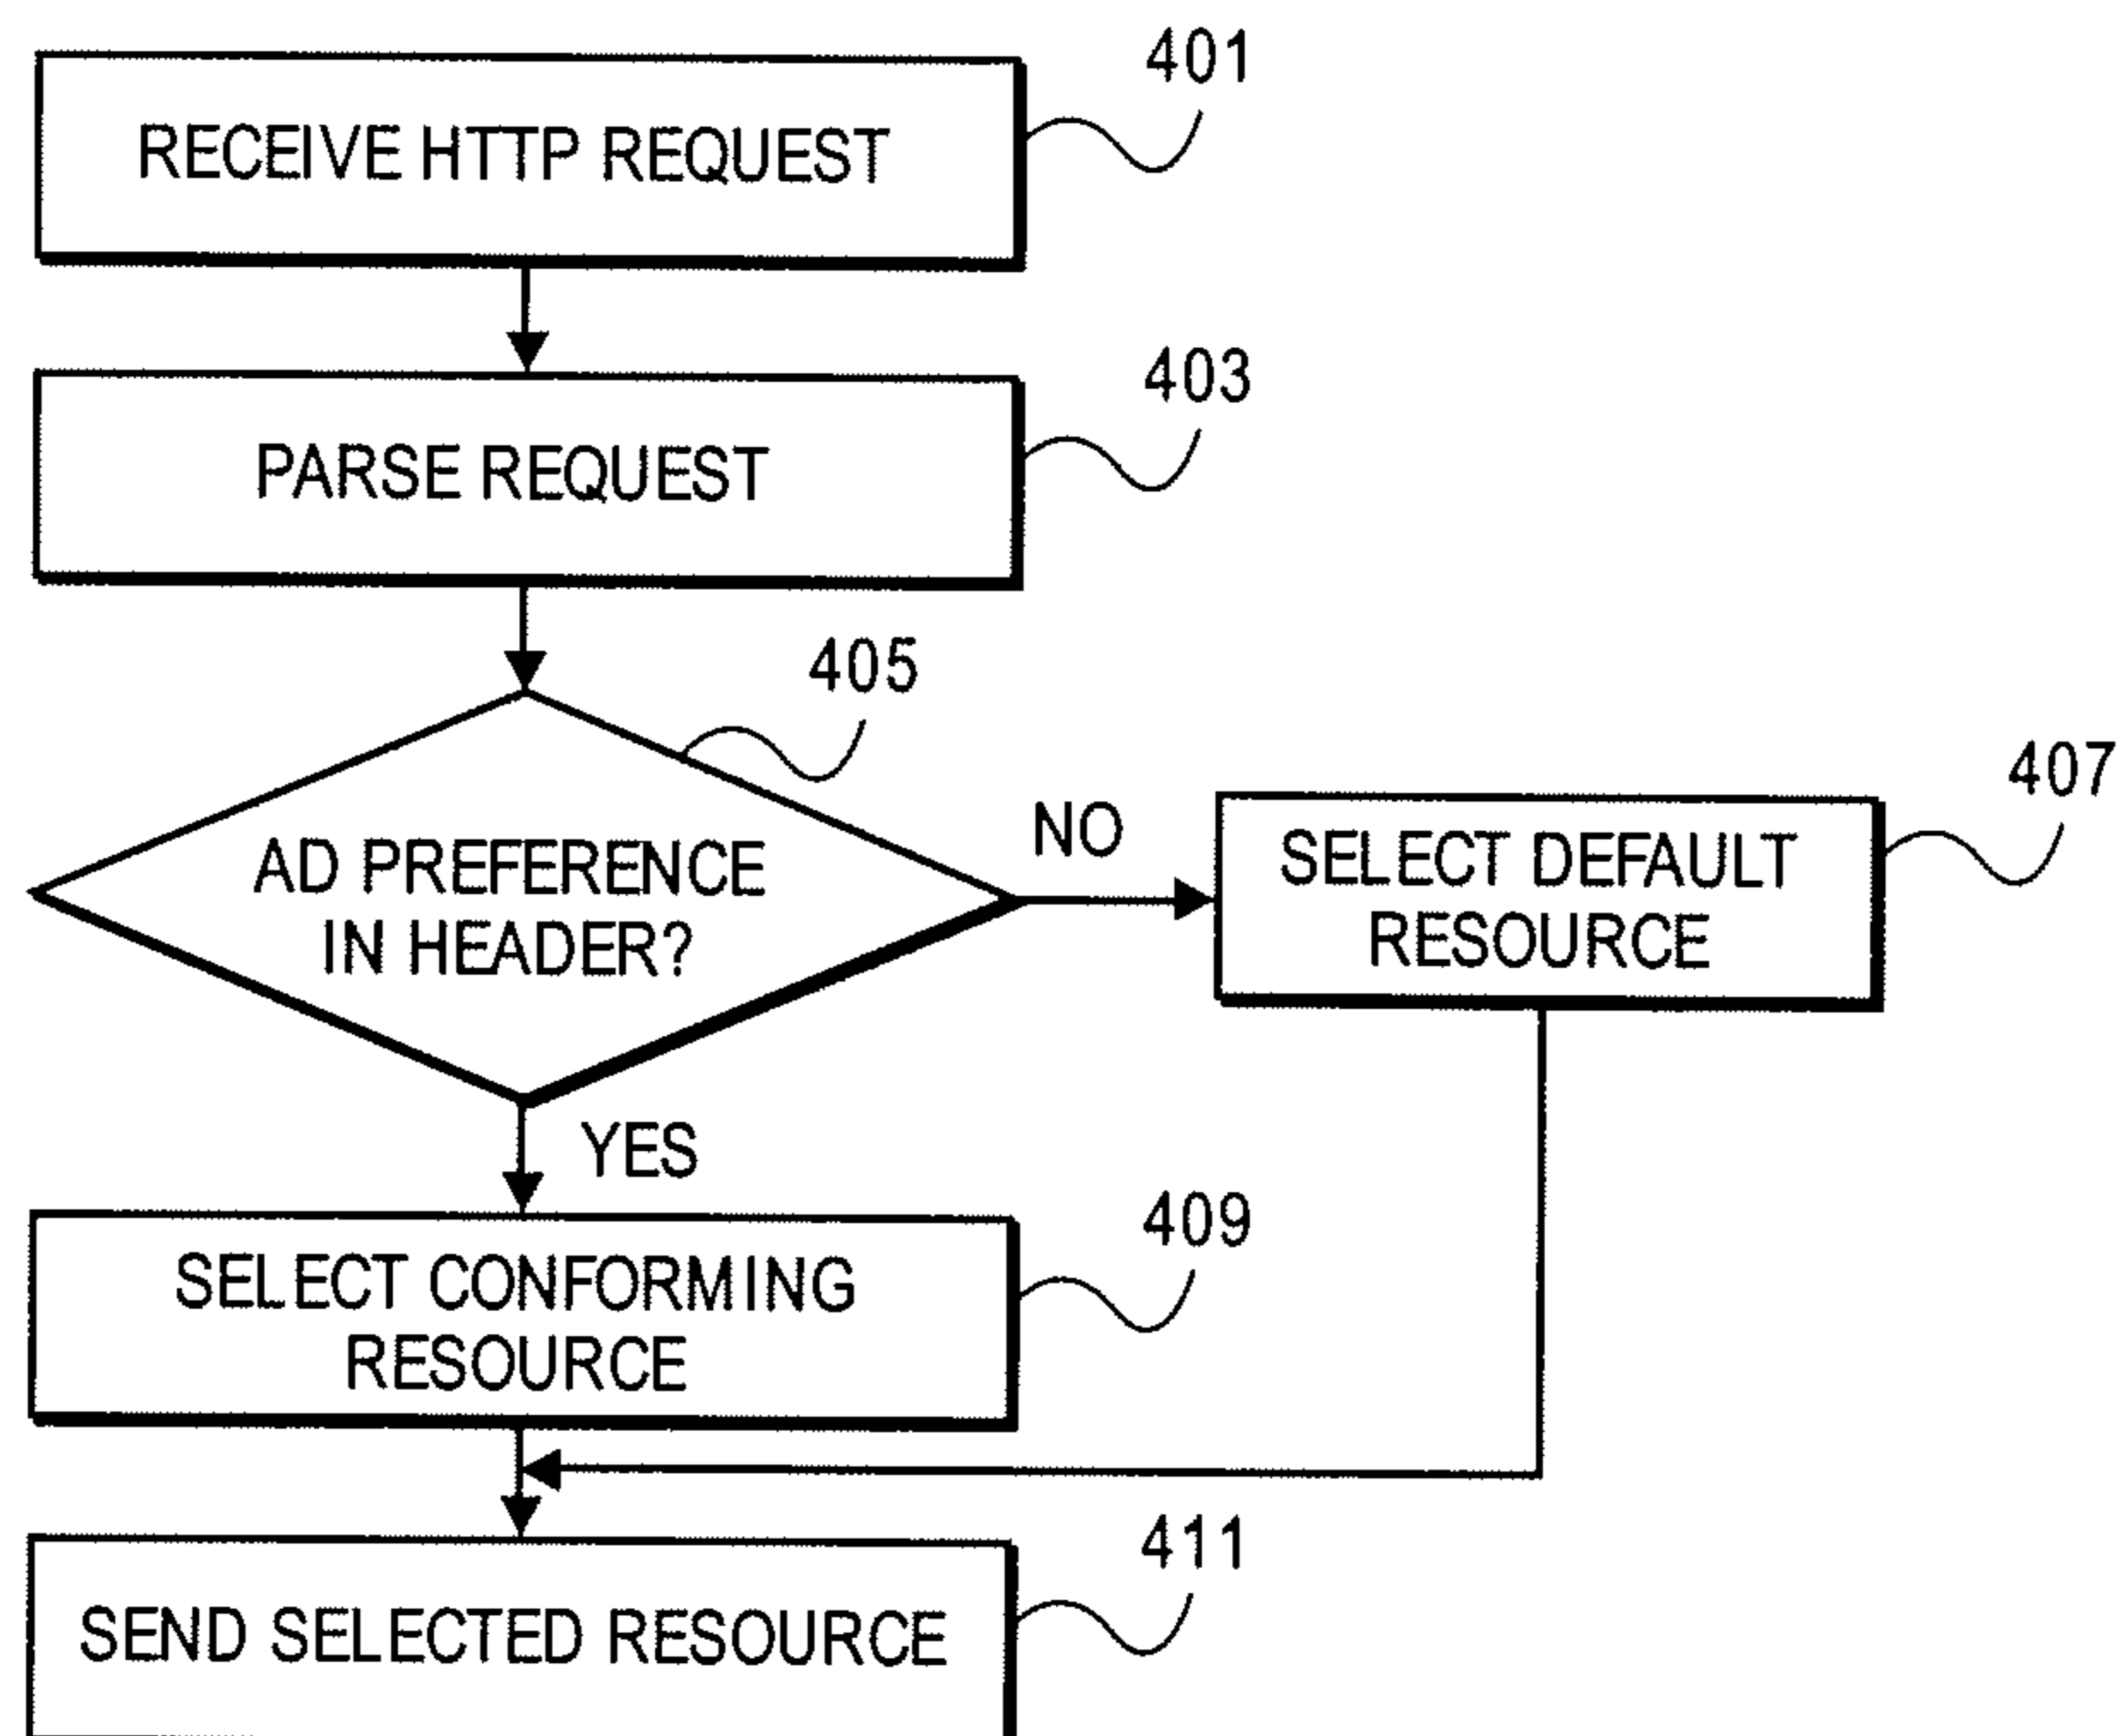 401
RECEIVE HTTP REQUEST
403
PARSE REQUEST
405
AD PREFERENCE
IN HEADER?
NO
407
SELECT DEFAULT
RESOURCE
YES
409
SELECT CONFORMING
RESOURCE
411
SEND SELECTED RESOURCE